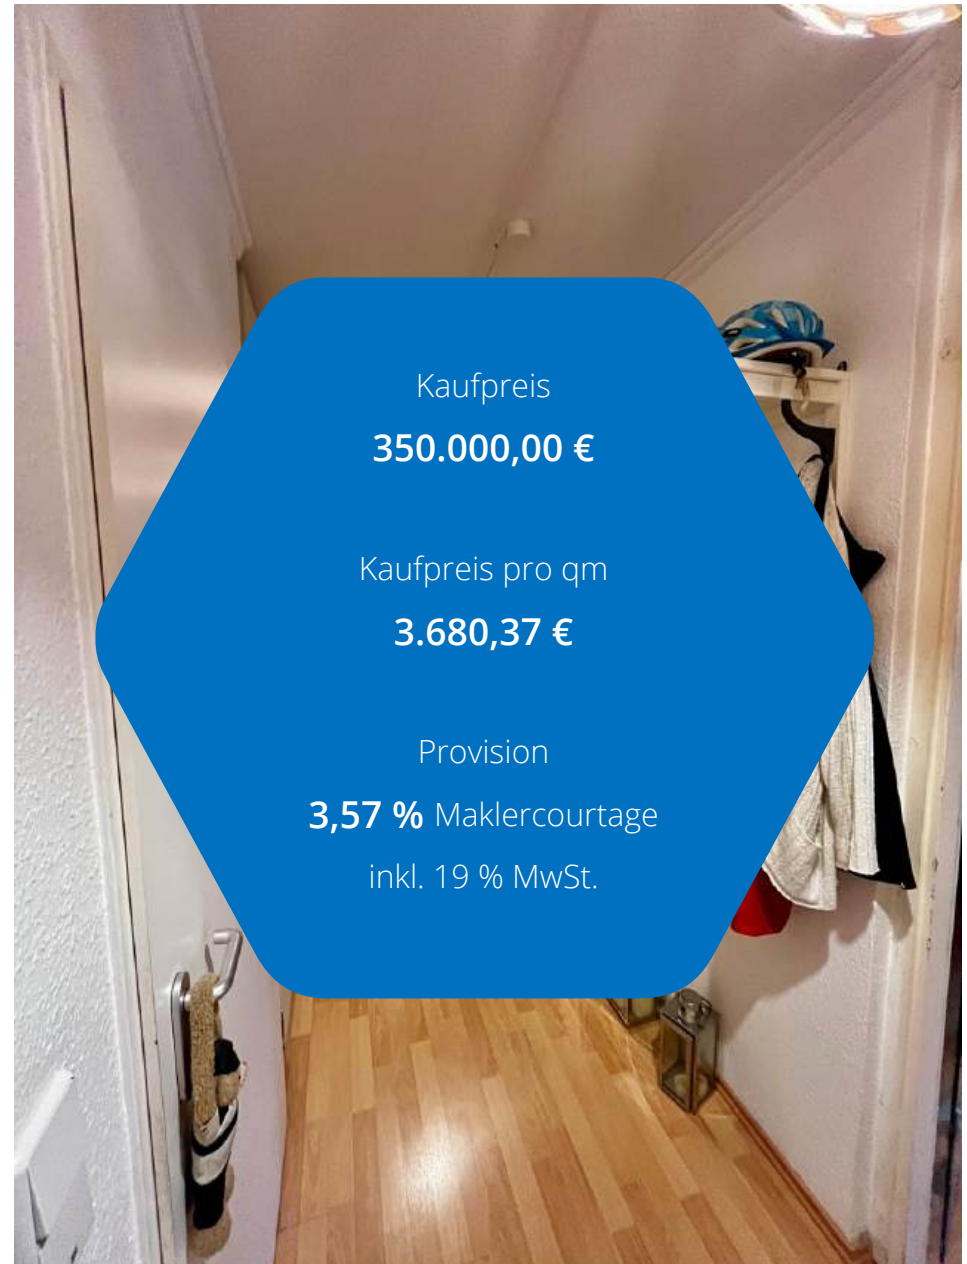 Kaufpreis
350.000,00 €
Kaufpreis pro qm
3.680,37 €
Provision
3,57 % Maklercourtage
inkl. 19 % MwSt.